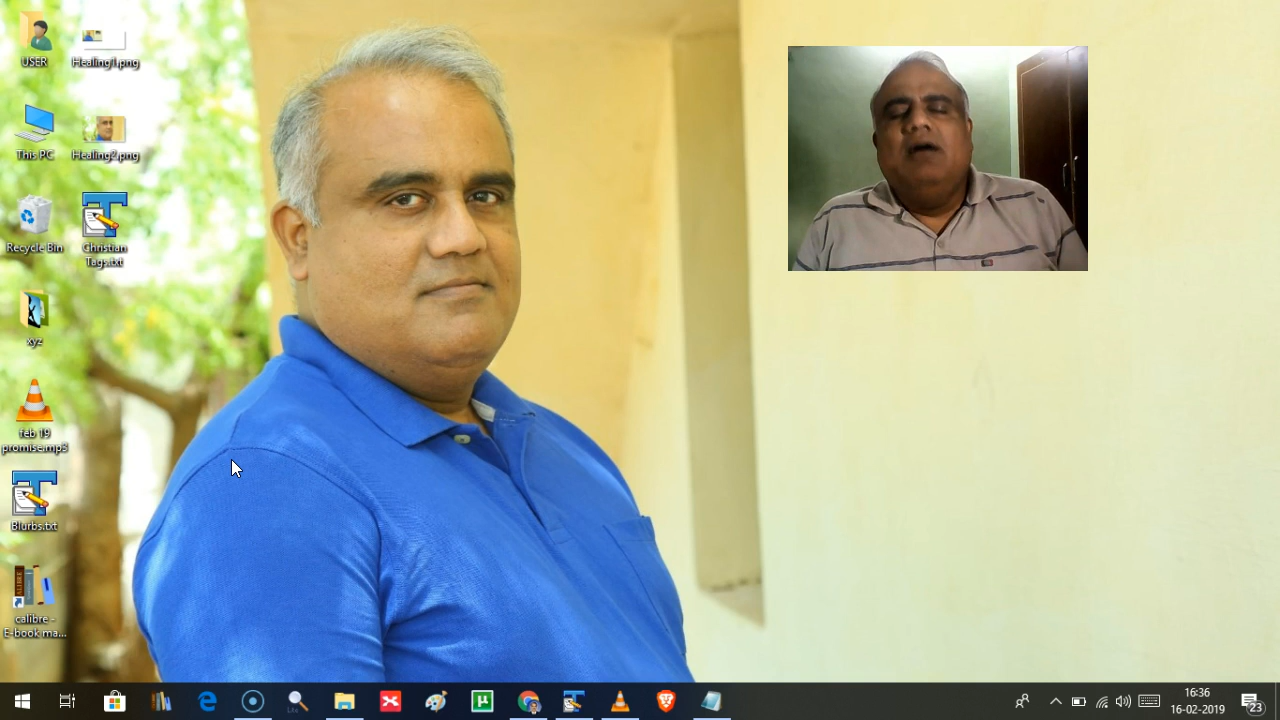 USER
Healing1.png
This PC
Healing2.png
Recycle Bin
Christian
Tags.txt
xyz
feb 19
promise.mp3
Blurbs.txt
calibre -
E-book ma...
16:36
16-02-2019
23